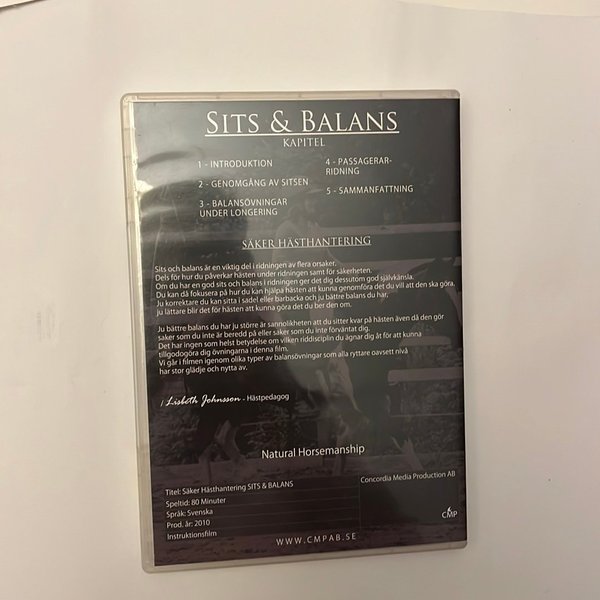 SITS & BALANS
KAPITEL
1 - INTRODUKTION
2 - GENOMGÅNG AV SITSEN
3 - BALANSÖVNINGAR
UNDER LONGERING
4 - PASSAGERAR-
RIDNING
5 - SAMMANFATTNING
SÄKER HÄSTHANTERING
Sits och balans är en viktig del i ridningen av flera orsaker.
Dels för hur du påverkar hästen under ridningen samt för säkerheten.
Om du har en god sits och balans i ridningen ger det dig dessutom god självkänsla.
Du kan då fokusera på hur du kan hjälpa hästen att kunna genomföra det du vill att den ska göra.
Ju korrektare du kan sitta i sadel eller barbacka och ju bättre balans du har,
ju lättare blir det för hästen att kunna göra det du ber den om.
Ju bättre balans du har ju större är sannolikheten att du sitter kvar på hästen även då den gör
saker som du inte är beredd på eller saker som du inte förväntat dig.
Det har ingen som helst betydelse om vilken riddisciplin du ägnar dig åt för att kunna
tillgodogöra dig övningarna i denna film.
Vi går i filmen igenom olika typer av balansövningar som alla ryttare oavsett nivå
har stor glädje och nytta av.
/ Lisbeth Johnsson - Hästpedagog
Natural Horsemanship
Titel: Säker Hästhantering SITS & BALANS
Speltid: 80 Minuter
Språk: Svenska
Prod. år: 2010
Instruktionsfilm
Concordia Media Production AB
CMP
WWW.CMPAB.SE